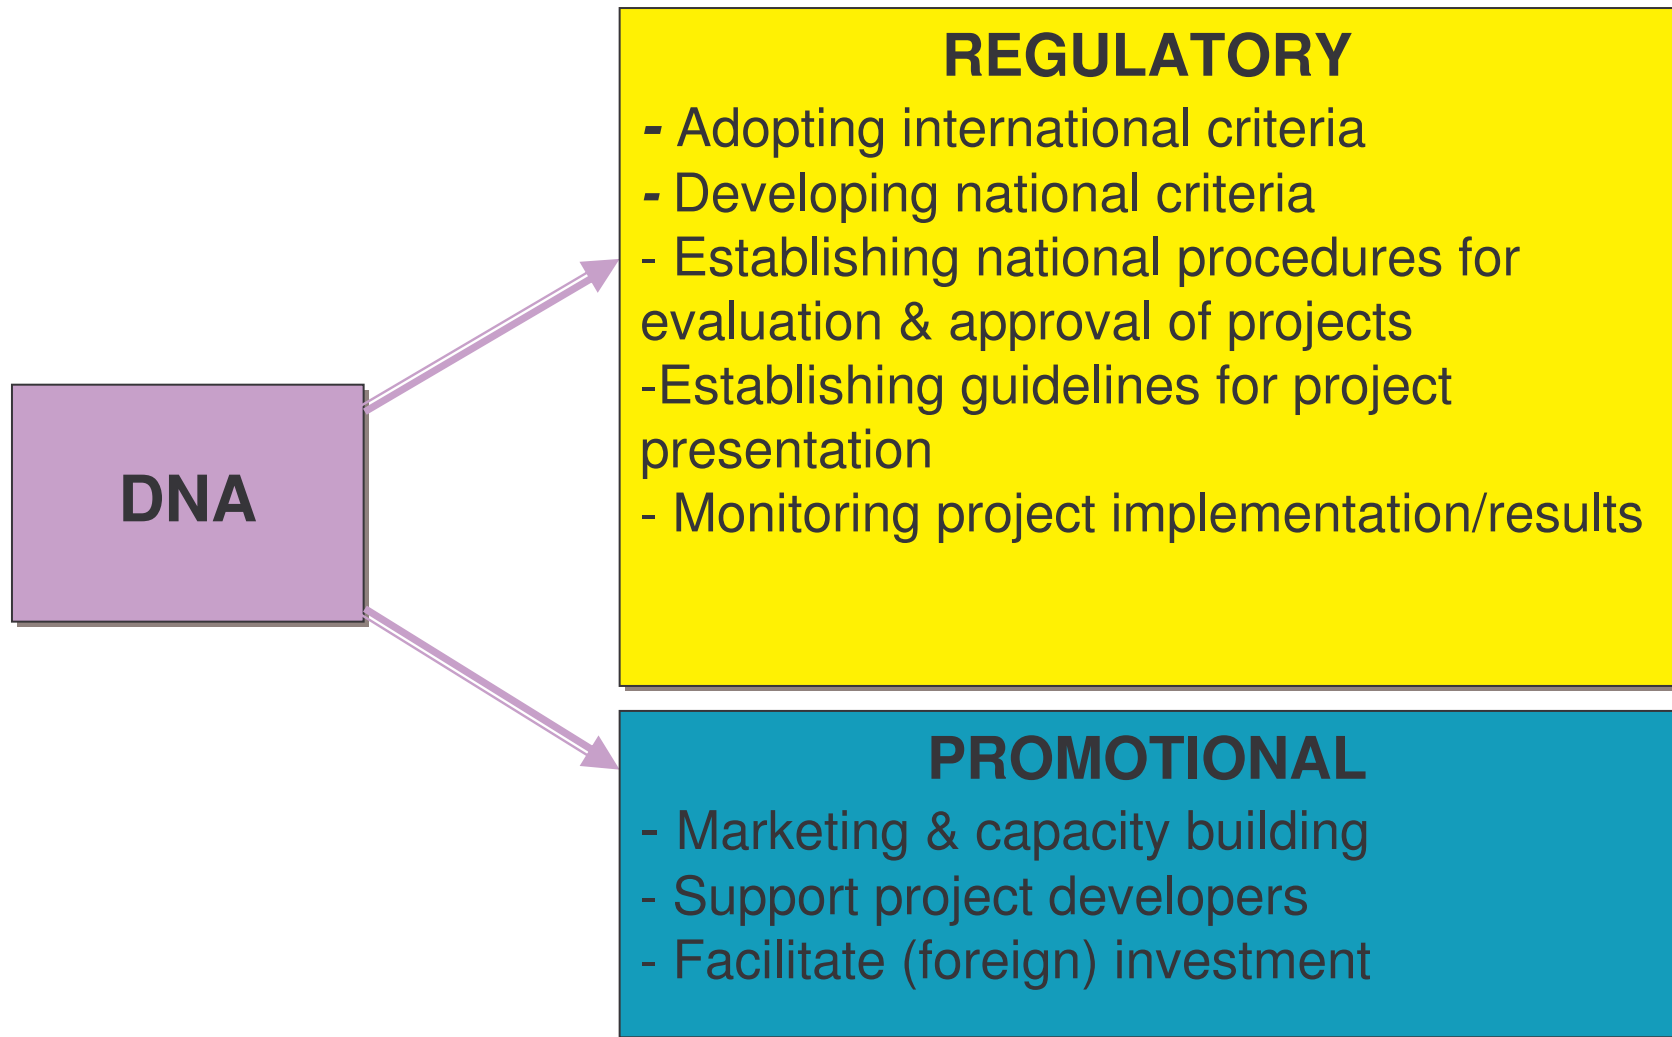 REGULATORY
- Adopting international criteria
- Developing national criteria
- Establishing national procedures for
evaluation & approval of projects
-Establishing guidelines for project
presentation
- Monitoring project implementation/results
DNA
PROMOTIONAL
- Marketing & capacity building
- Support project developers
- Facilitate (foreign) investment